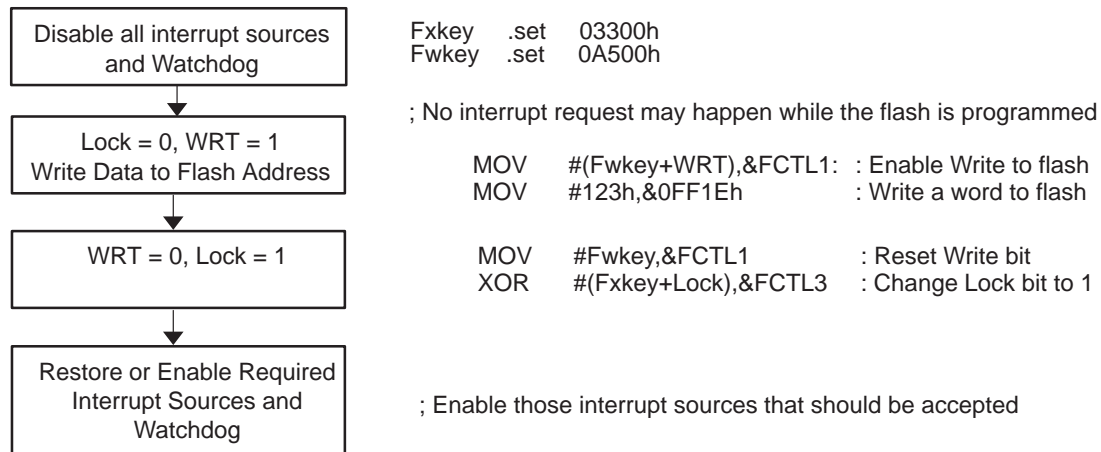 Disable all interrupt sources
and Watchdog
Fxkey .set 03300h
Fwkey .set 0A500h
; No interrupt request may happen while the flash is programmed
Lock = 0, WRT = 1
Write Data to Flash Address
MOV #(Fwkey+WRT),&FCTL1: : Enable Write to flash
MOV #123h,&0FF1Eh : Write a word to flash
WRT = 0, Lock = 1
MOV #Fwkey,&FCTL1 : Reset Write bit
XOR #(Fxkey+Lock),&FCTL3 : Change Lock bit to 1
Restore or Enable Required
Interrupt Sources and
Watchdog
; Enable those interrupt sources that should be accepted